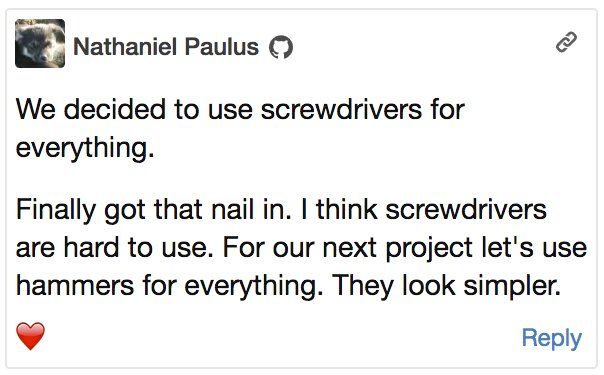 Nathaniel Paulus
We decided to use screwdrivers for
everything.
Finally got that nail in. I think screwdrivers
are hard to use. For our next project let's use
hammers for everything. They look simpler.
Reply